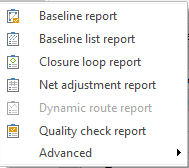 Baseline report
Baseline list report
Closure loop report
Net adjustment report
Dynamic route report
Quality check report
Advanced